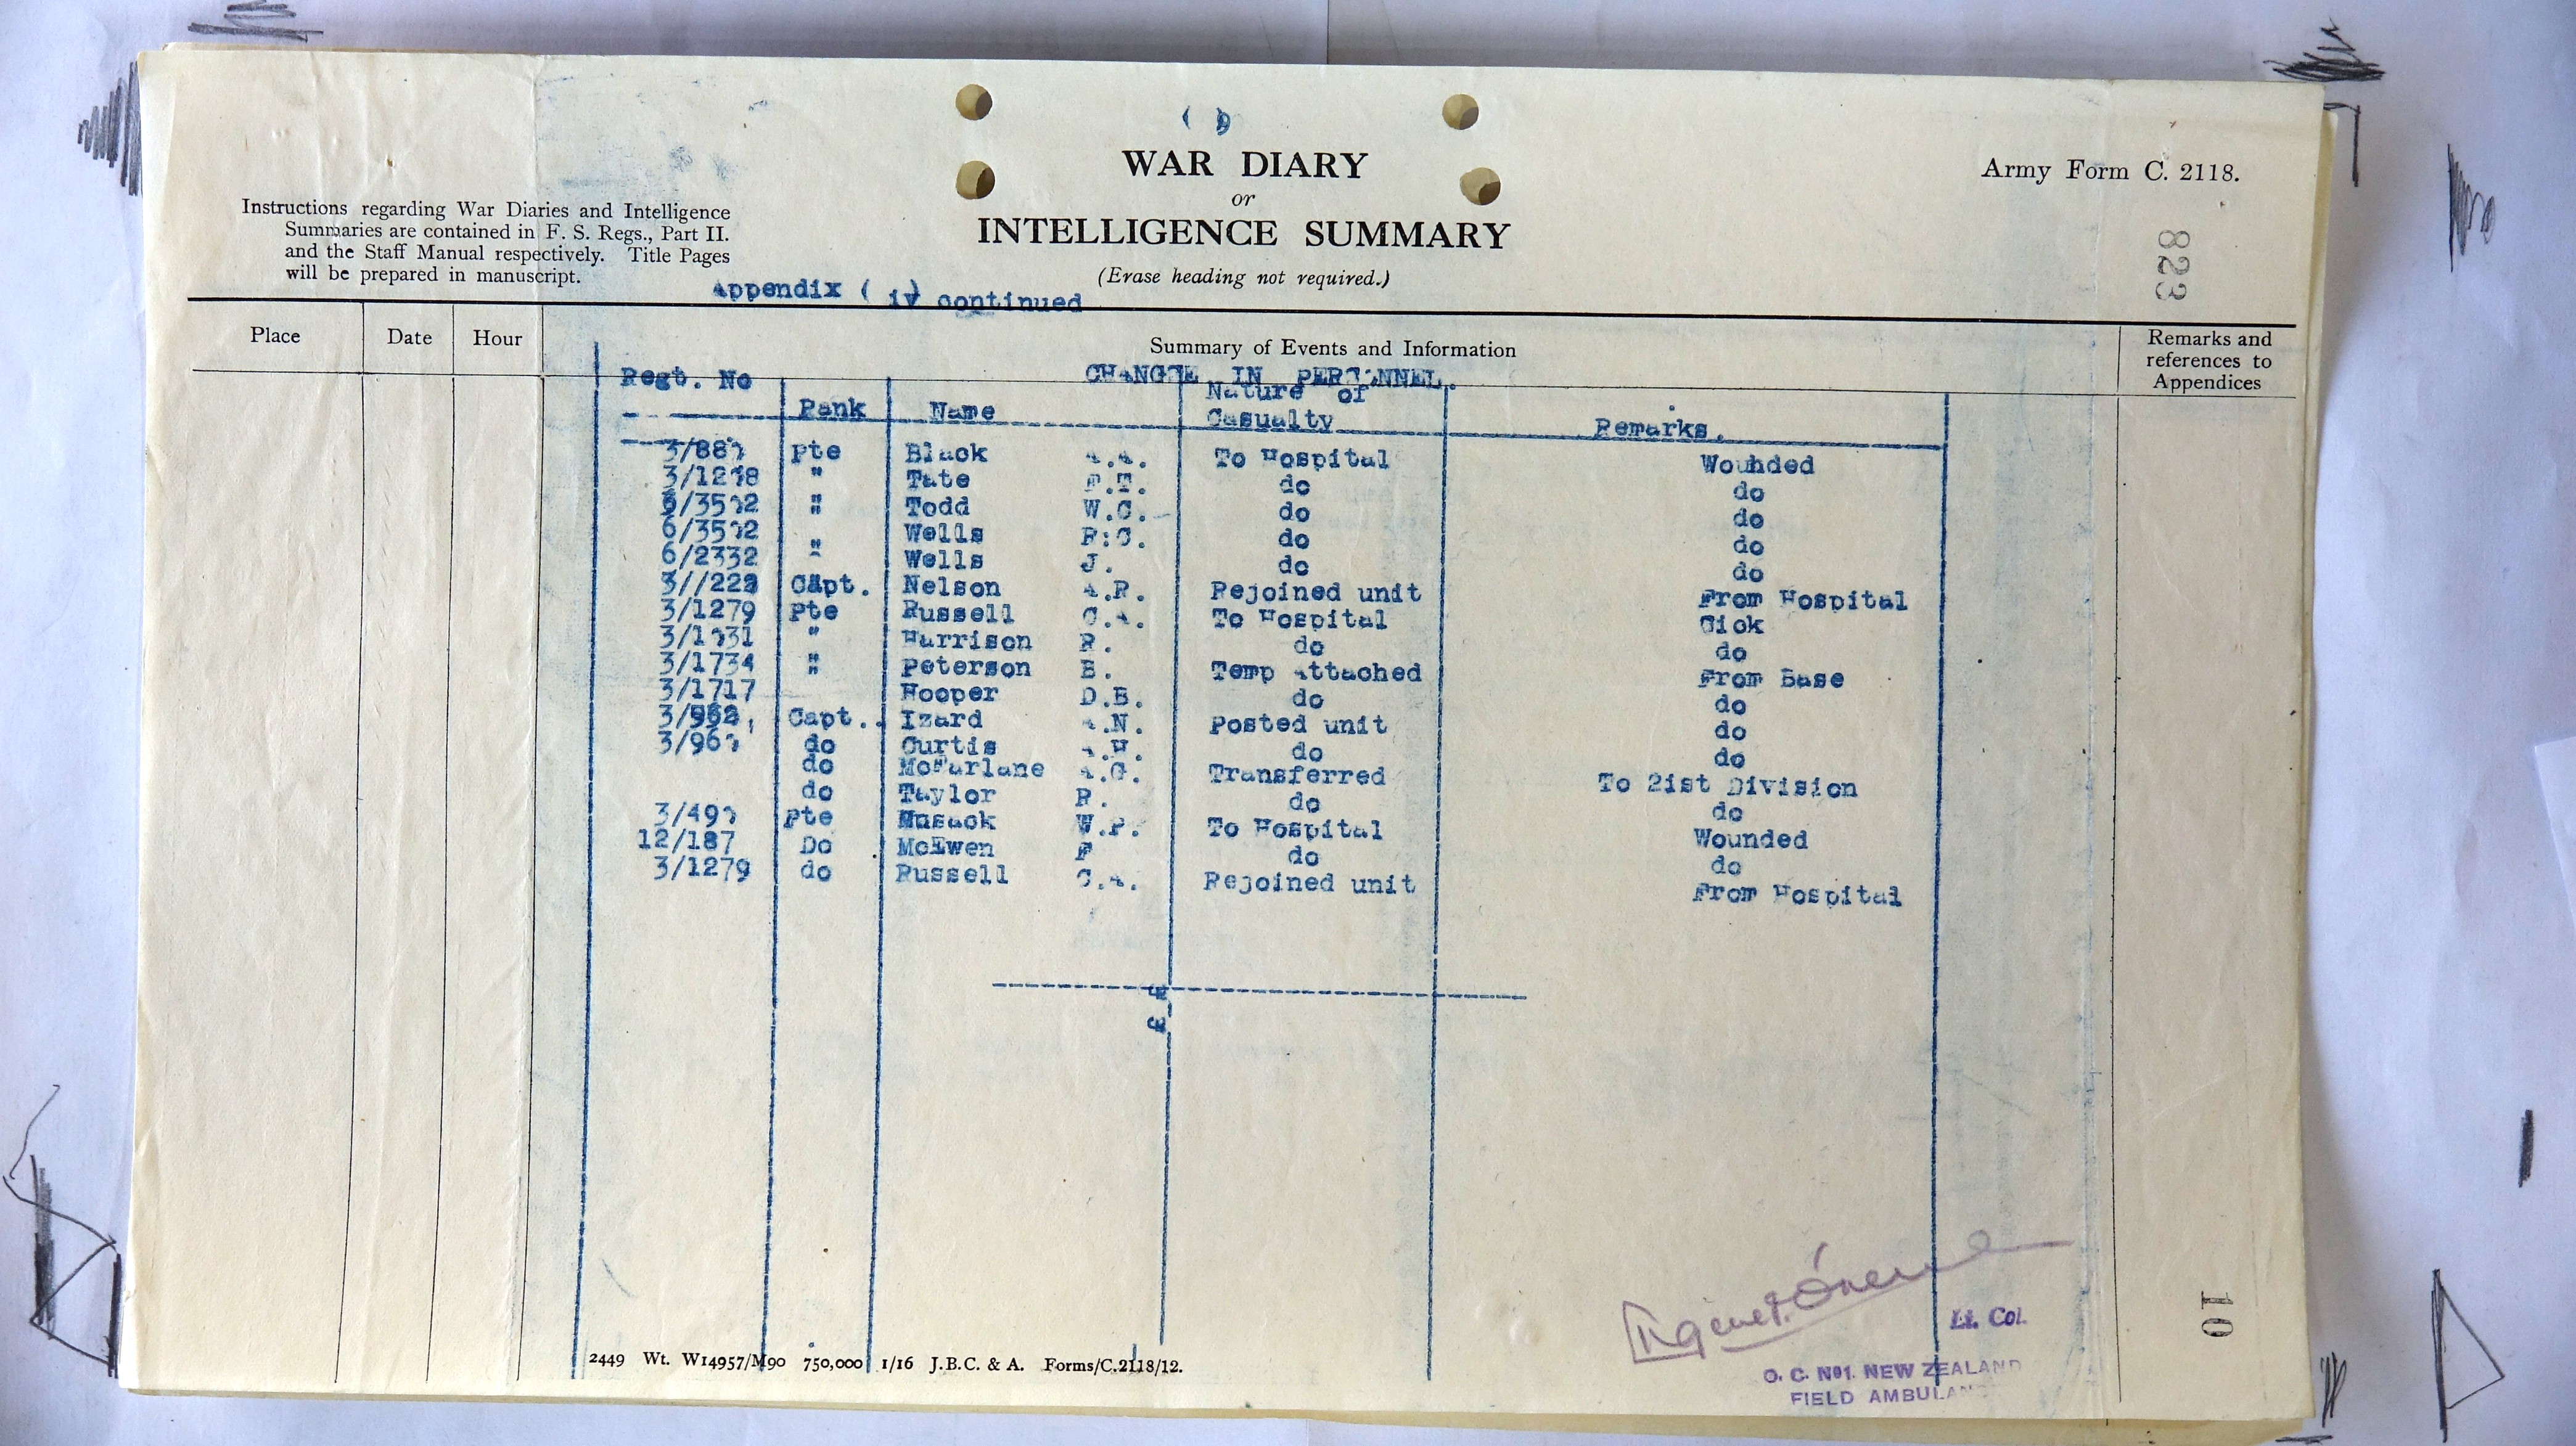 WAR DIARY
or
INTELLIGENCE SUMMARY
(Erase heading not required.)
Army Form C. 2118.
Instructions regarding War Diaries and Intelligence
Summaries are contained in F. S. Regs., Part II.
and the Staff Manual respectively. Title Pages
will be prepared in manuscript.
Appendix ( iv) continued
823
Place Date Hour Summary of Events and Information Remarks and references to Appendices
CHANGE IN PERSONNEL.
Regt. No Rank Name Nature of Casualty Remarks.
Pte Black A.A. To Hospital Wounded
" Tate do do
" Todd W.C. do do
Wells do do
6/2332 " Wells J. do do
Capt. Nelson A.R. Rejoined unit From Hospital
3/1279 Pte Russell C.A. To Hospital Sick
3/1031 " Harrison R. do do
3/1734 " Peterson B. Temp Attached From Base
3/1717 Hooper D.B. do do
Capt. Izard A.N. Posted unit do
do Curtis A.H. do do
do McFarlane A.G. Transferred To 21st Division
do Taylor R. do do
3/490 Pte Musack W.P. To Hospital Wounded
12/187 Do McEwen F do do
3/1279 do Russell C.A. Rejoined unit From Hospital
Lt. Col.
O. C. No1. NEW ZEALAND
FIELD AMBULANCE
10
2449 Wt. W14957/M90 750,000 1/16 J.B.C. & A. Forms/C.2118/12.